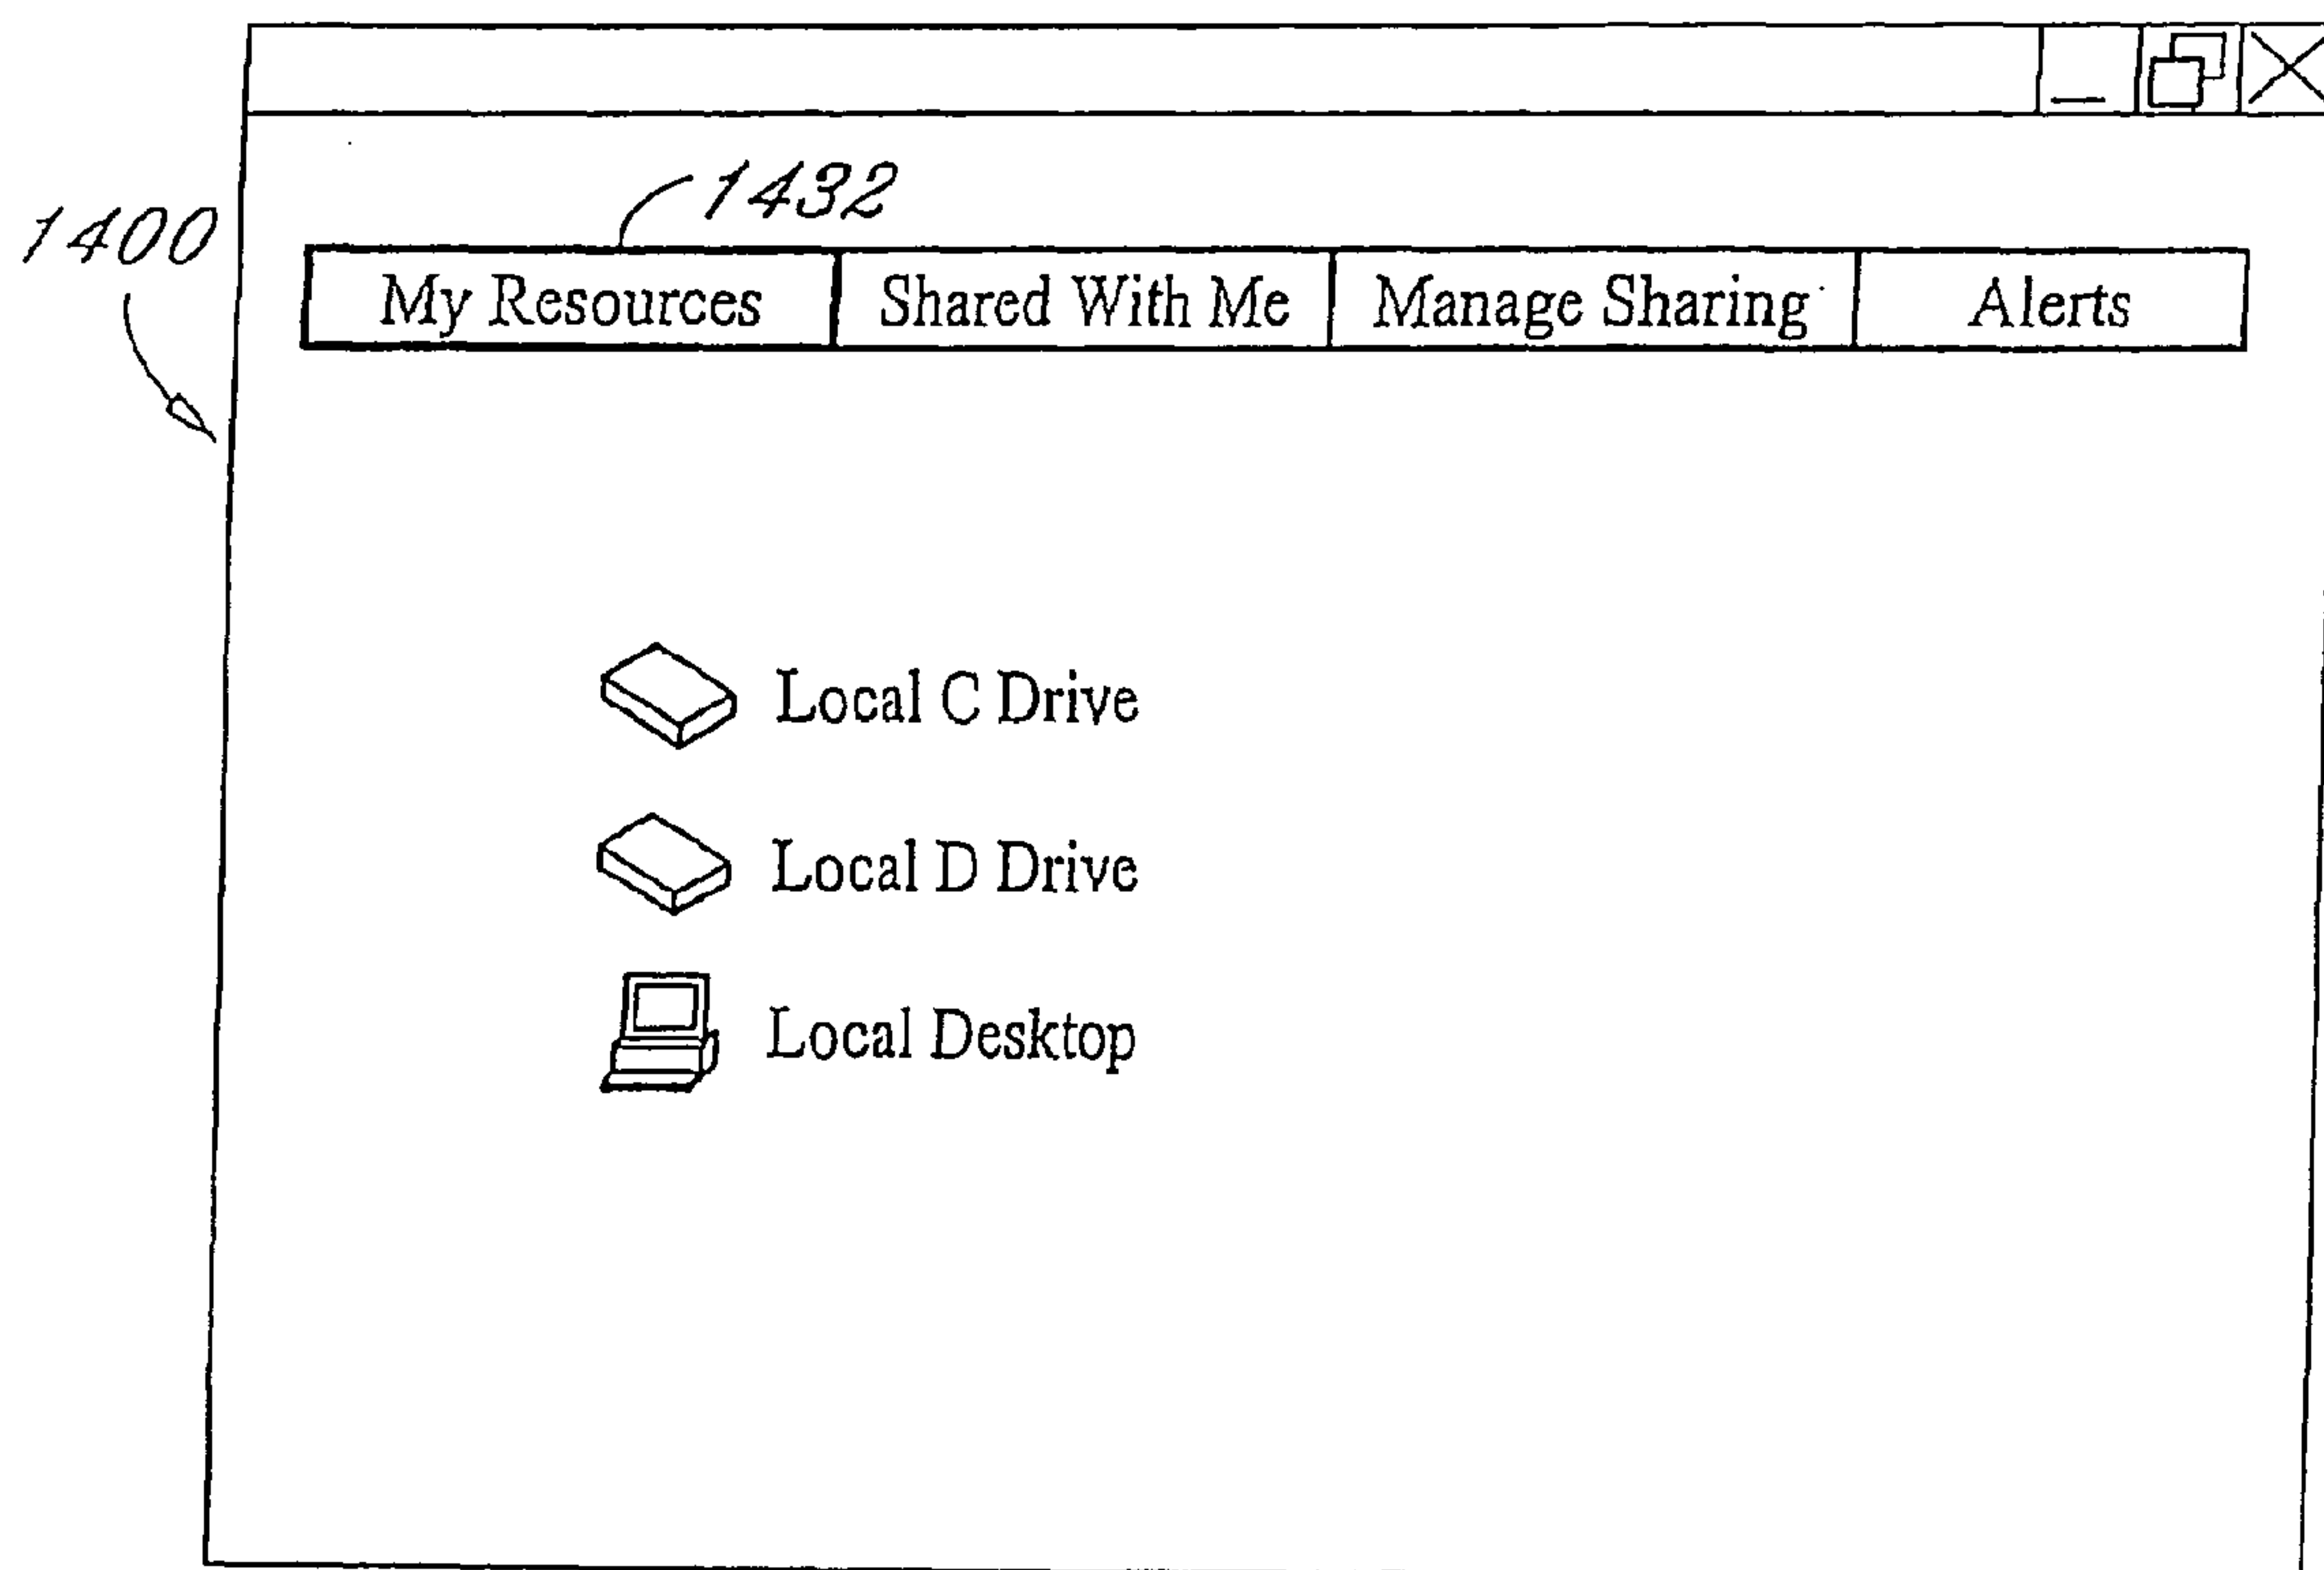 1432
1400
My Resources Shared With Me Manage Sharing Alerts
Local C Drive
Local D Drive
Local Desktop